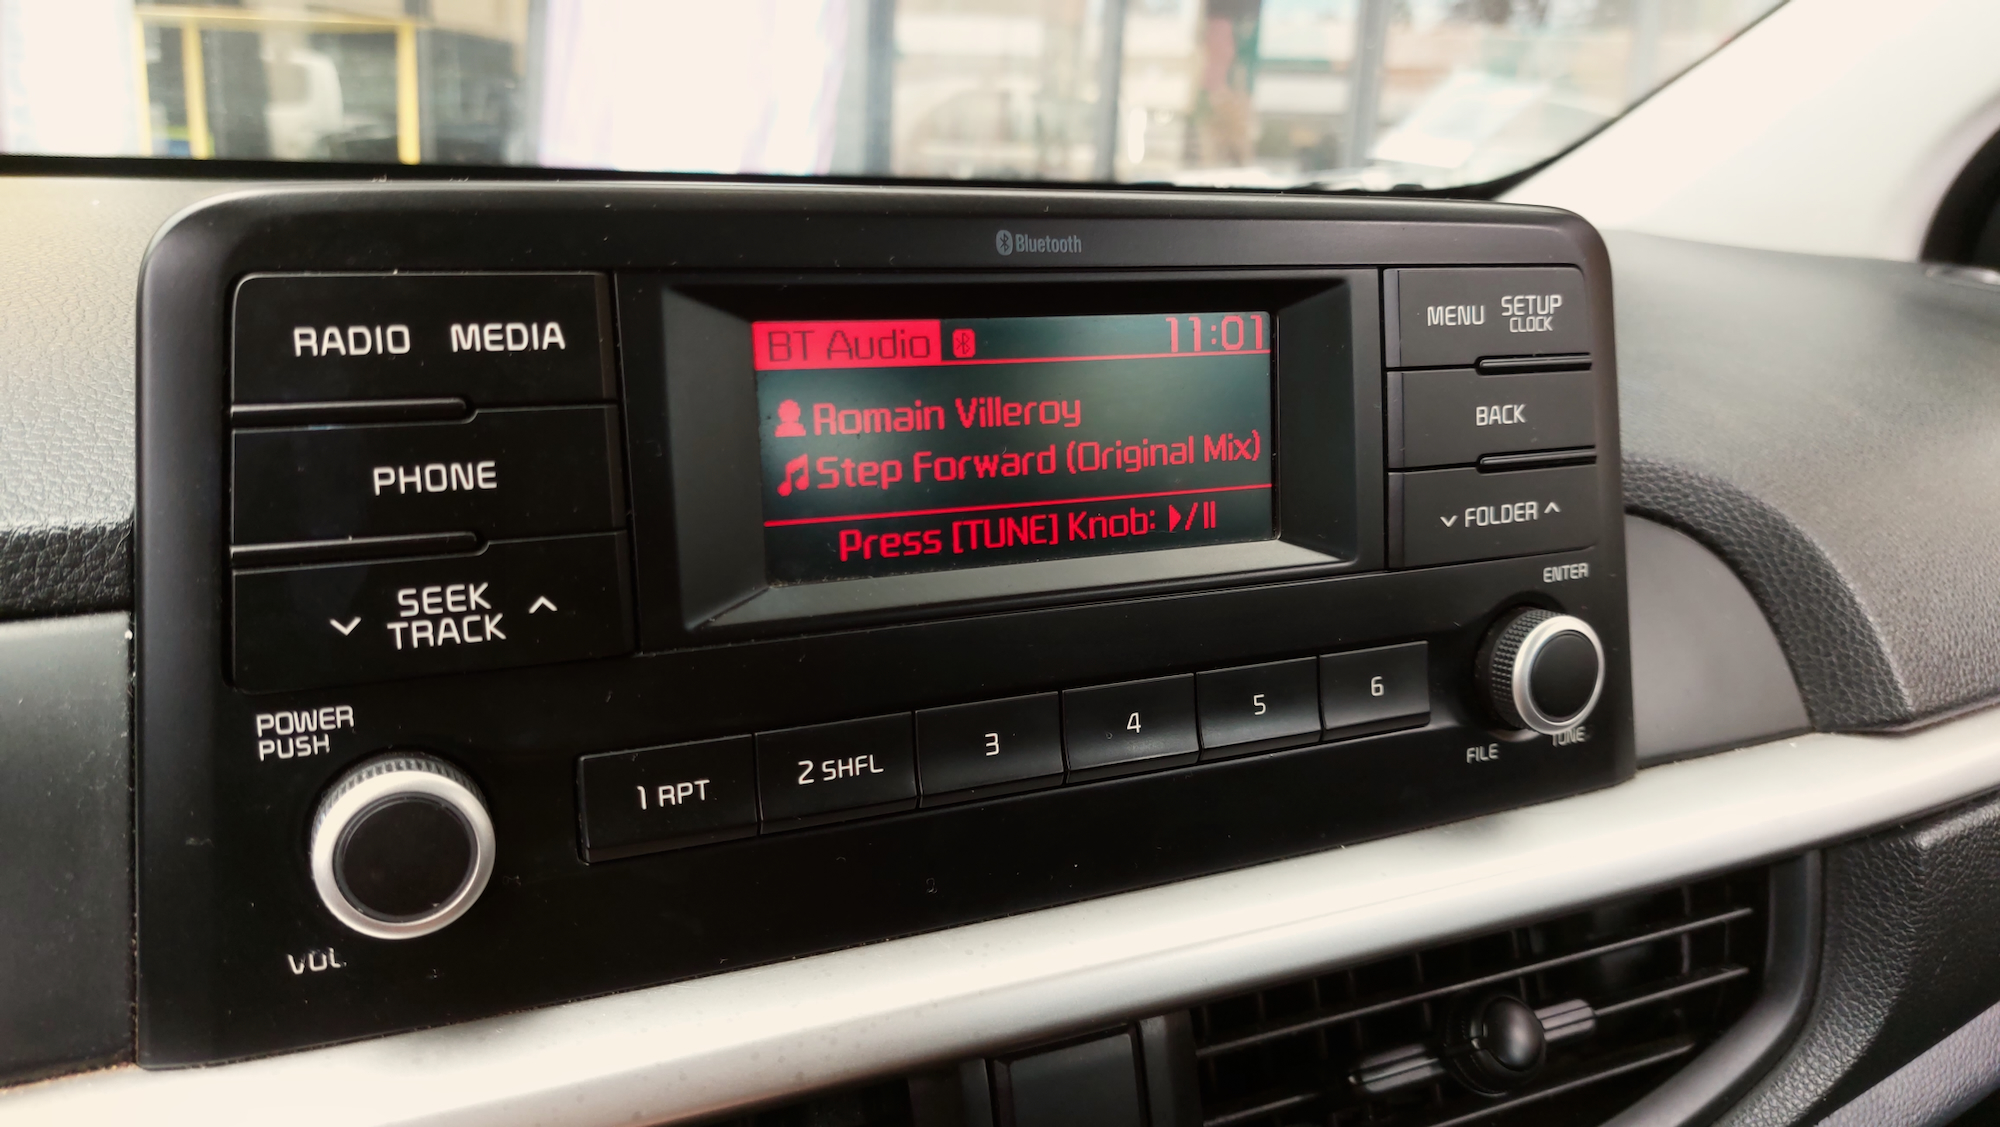 Bluetooth
RADIO MEDIA
PHONE
SEEK
TRACK
POWER
PUSH
VOL
BT Audio 11:01
Romain Villeroy
Step Forward (Original Mix)
Press [TUNE] Knob: ▶/II
MENU SETUP
CLOCK
BACK
FOLDER
ENTER
FILE TUNE
1 RPT
2 SHFL
3
4
5
6